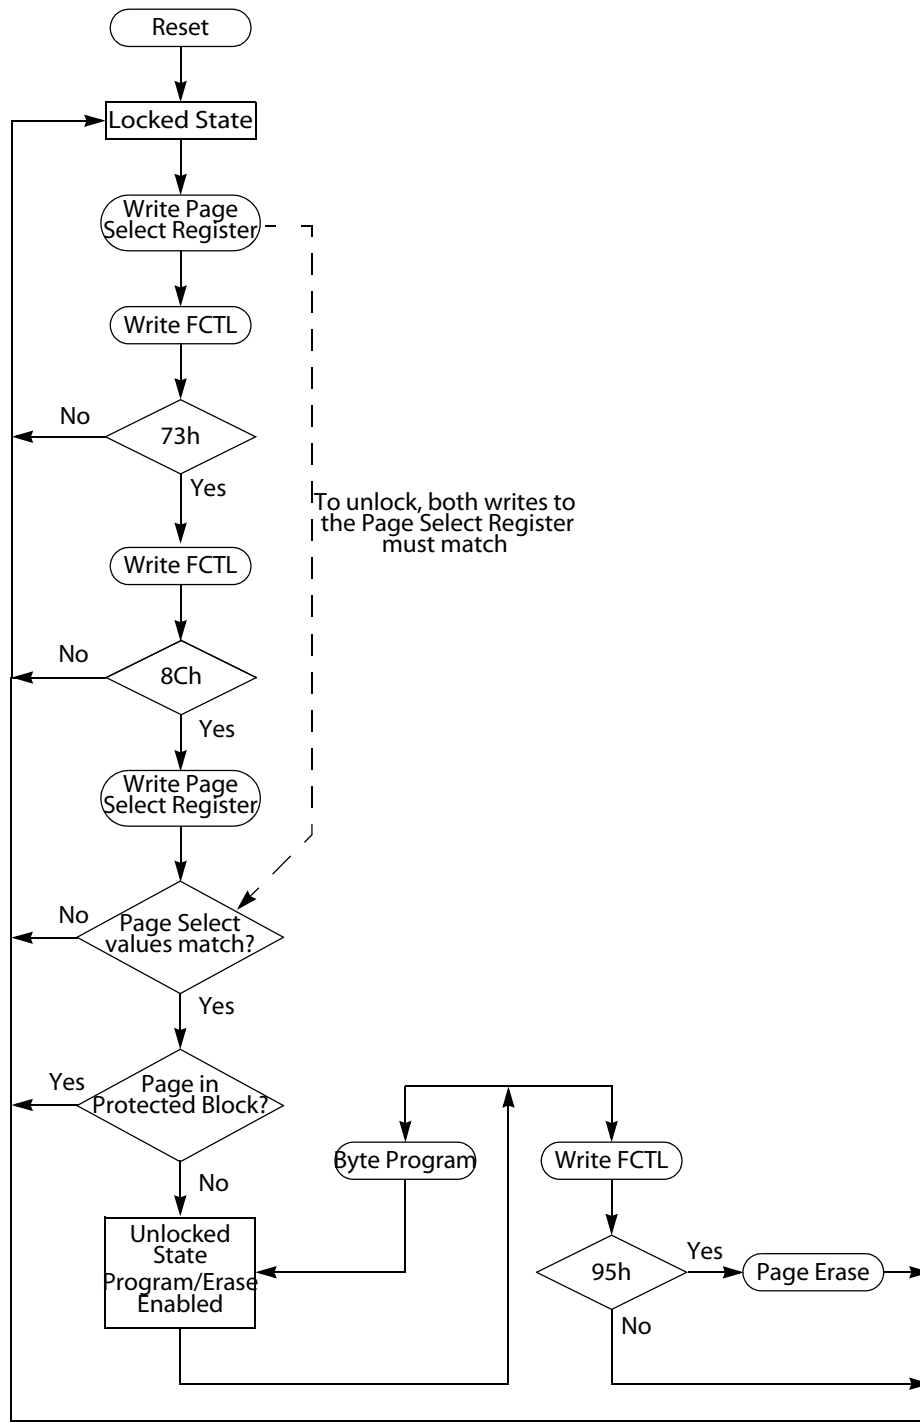 Reset
Locked State
Write Page
Select Register
Write FCTL
No
73h
Yes
To unlock, both writes to
the Page Select Register
must match
Write FCTL
No
8Ch
Yes
Write Page
Select Register
No
Page Select
values match?
Yes
Yes
Page in
Protected Block?
No
Byte Program
Write FCTL
Unlocked
State
Program/Erase
Enabled
95h
Yes
Page Erase
No